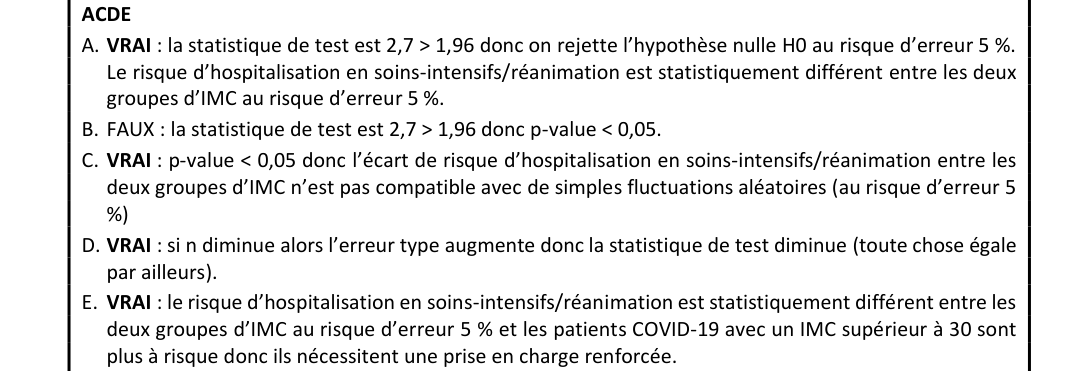 ACDE
A. VRAI : la statistique de test est 2,7 > 1,96 donc on rejette l’hypothèse nulle H0 au risque d’erreur 5 %.
Le risque d’hospitalisation en soins-intensifs/réanimation est statistiquement différent entre les deux
groupes d’IMC au risque d’erreur 5 %.
B. FAUX : la statistique de test est 2,7 > 1,96 donc p-value < 0,05.
C. VRAI : p-value < 0,05 donc l’écart de risque d’hospitalisation en soins-intensifs/réanimation entre les
deux groupes d’IMC n’est pas compatible avec de simples fluctuations aléatoires (au risque d’erreur 5
%)
D. VRAI : si n diminue alors l’erreur type augmente donc la statistique de test diminue (toute chose égale
par ailleurs).
E. VRAI : le risque d’hospitalisation en soins-intensifs/réanimation est statistiquement différent entre les
deux groupes d’IMC au risque d’erreur 5 % et les patients COVID-19 avec un IMC supérieur à 30 sont
plus à risque donc ils nécessitent une prise en charge renforcée.